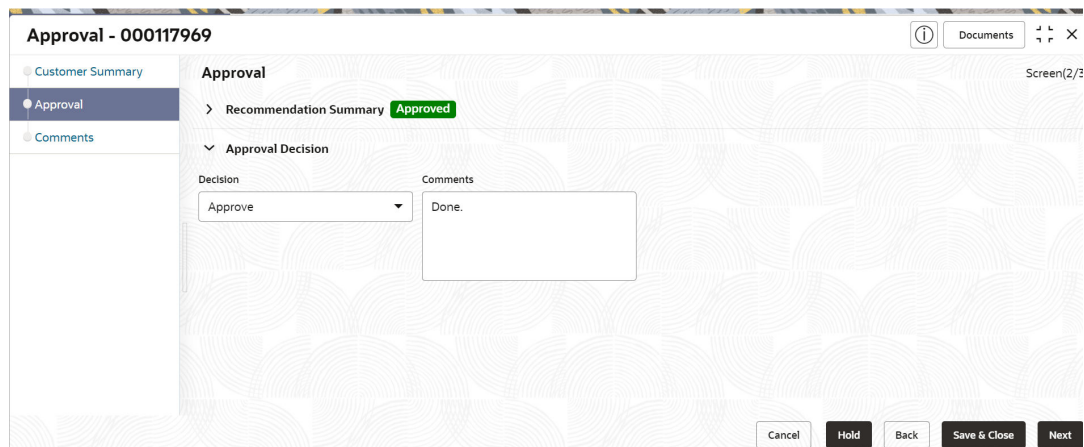 Approval - 000117969
Documents
Customer Summary
Approval
Comments
Approval
Screen(2/3
Recommendation Summary Approved
Approval Decision
Decision
Comments
Approve
Done.
Cancel
Hold
Back
Save & Close
Next